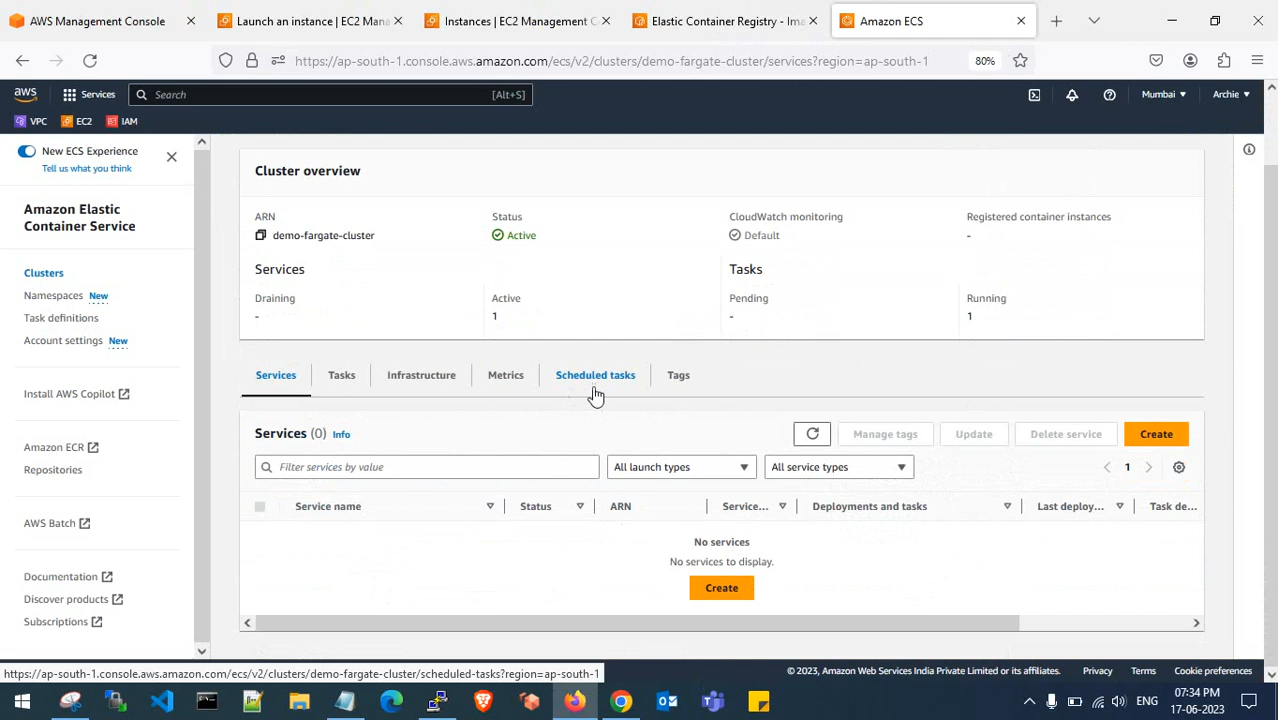 AWS Management Console
Launch an instance | EC2 Man
Instances | EC2 Management C
Elastic Container Registry - Ima
Amazon ECS
https://ap-south-1.console.aws.amazon.com/ecs/v2/clusters/demo-fargate-cluster/services?region=ap-south-1
80%
aws
Services
Search
[Alt+S]
Mumbai
Archie
VPC
EC2
IAM
New ECS Experience
Tell us what you think
Amazon Elastic
Container Service
Clusters
Namespaces New
Task definitions
Account settings New
Install AWS Copilot
Amazon ECR
Repositories
AWS Batch
Documentation
Discover products
Subscriptions
Cluster overview
ARN
demo-fargate-cluster
Status
Active
CloudWatch monitoring
Default
Registered container instances
-
Services
Tasks
Draining
-
Active
1
Pending
-
Running
1
Services
Tasks
Infrastructure
Metrics
Scheduled tasks
Tags
Services (0) Info
Manage tags
Update
Delete service
Create
Filter services by value
All launch types
All service types
1
Service name
Status
ARN
Service...
Deployments and tasks
Last deploy...
Task de...
No services
No services to display.
Create
https://ap-south-1.console.aws.amazon.com/ecs/v2/clusters/demo-fargate-cluster/scheduled-tasks?region=ap-south-1
© 2023, Amazon Web Services India Private Limited or its affiliates.
Privacy
Terms
Cookie preferences
ENG
07:34 PM
17-06-2023